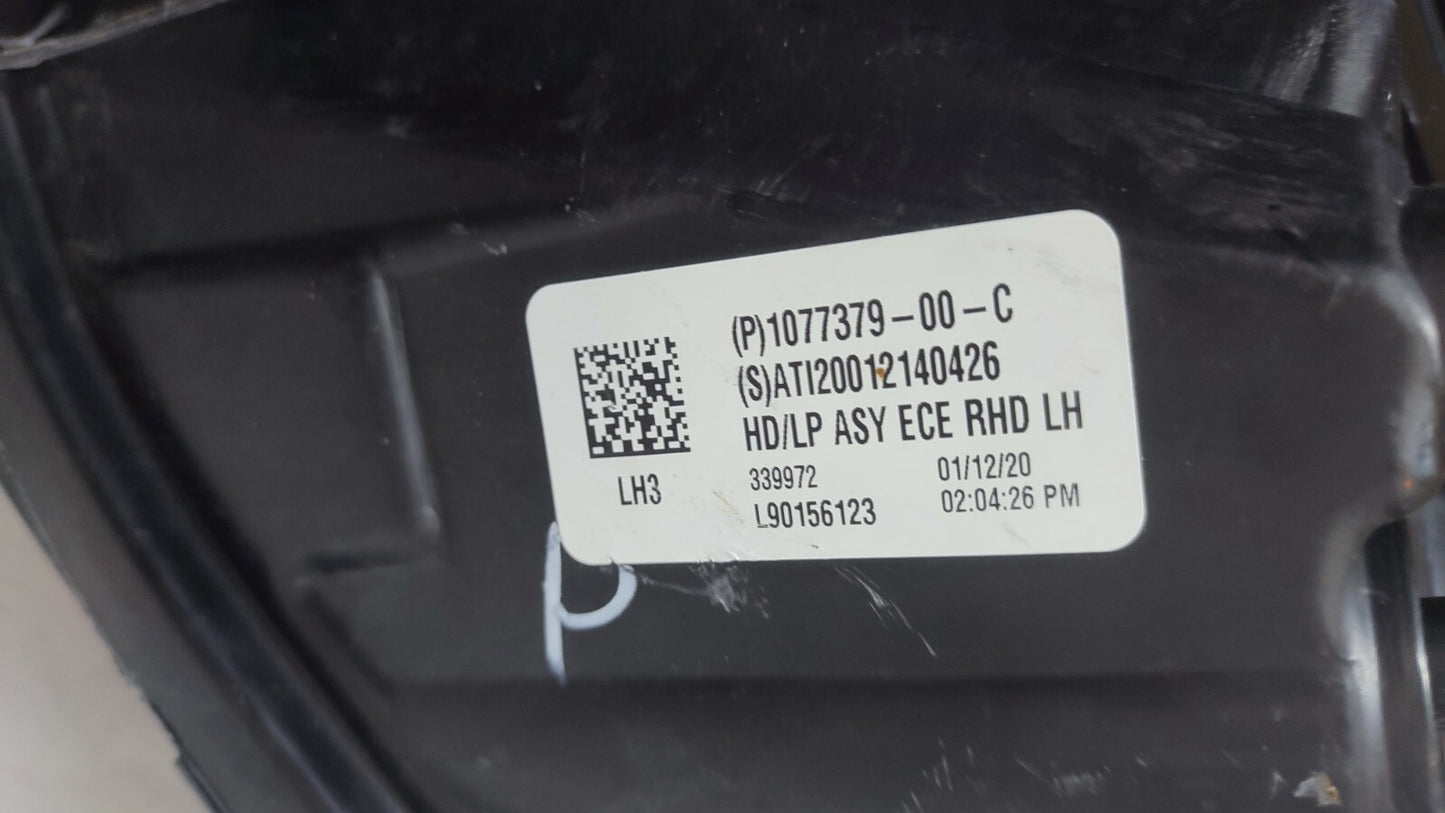 (P)1077379-00-C
(S)ATI20012140426
HD/LP ASY ECE RHD LH
339972 01/12/20
L90156123 02:04:26 PM
LH3
P